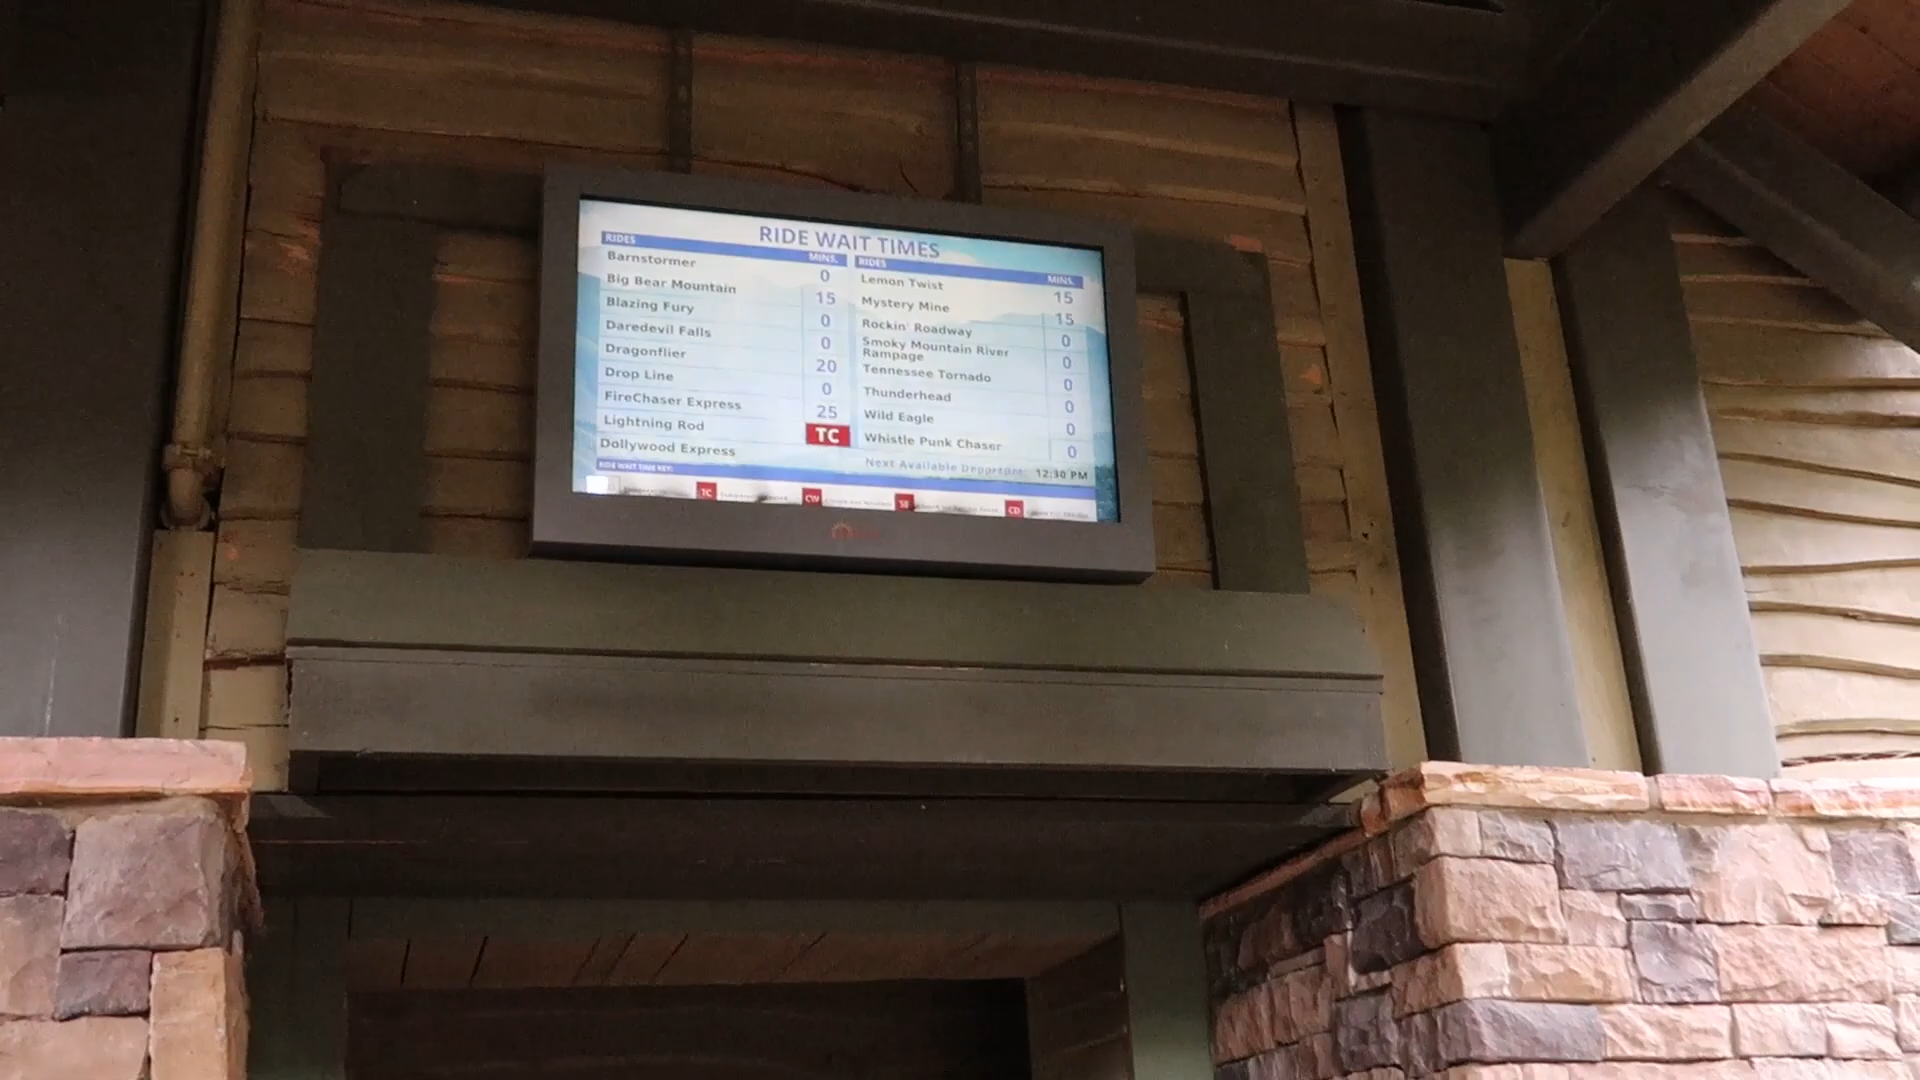 RIDE WAIT TIMES
RIDES MINS.
Barnstormer 0
Big Bear Mountain 15
Blazing Fury 0
Daredevil Falls 0
Dragonflier 20
Drop Line 0
FireChaser Express 25
Lightning Rod TC
Dollywood Express
RIDES MINS.
Lemon Twist 15
Mystery Mine 15
Rockin' Roadway 0
Smoky Mountain River
Rampage 0
Tennessee Tornado 0
Thunderhead 0
Wild Eagle 0
Whistle Punk Chaser 0
Next Available Departure: 12:30 PM
RIDE WAIT TIME KEY:
TC
CW
CD